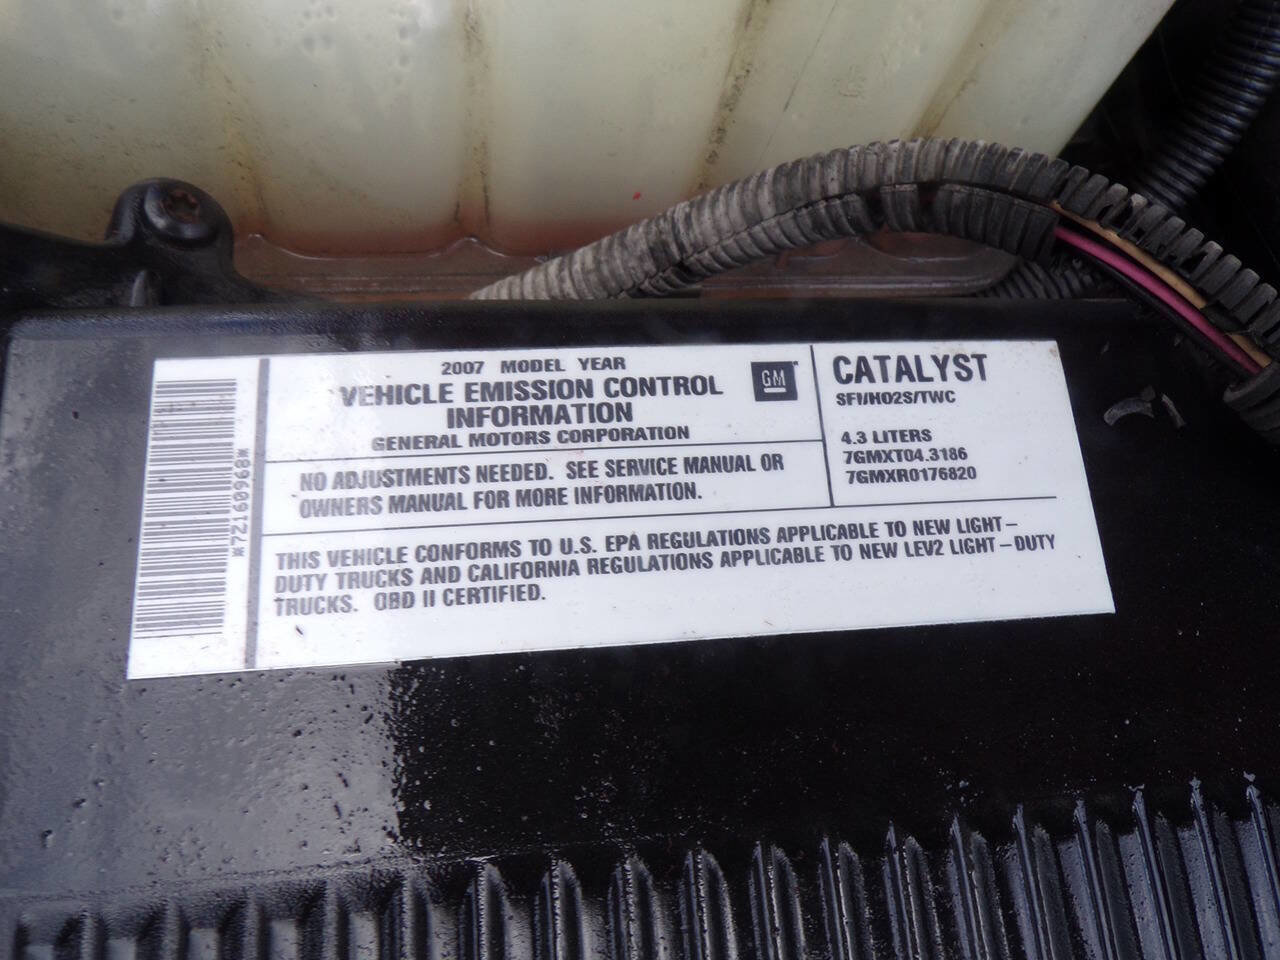 *7Z160968*
2007 MODEL YEAR
VEHICLE EMISSION CONTROL
INFORMATION
GENERAL MOTORS CORPORATION
GM
NO ADJUSTMENTS NEEDED. SEE SERVICE MANUAL OR
OWNERS MANUAL FOR MORE INFORMATION.
CATALYST
SFI/HO2S/TWC
4.3 LITERS
7GMXT04.3186
7GMXR0176820
THIS VEHICLE CONFORMS TO U.S. EPA REGULATIONS APPLICABLE TO NEW LIGHT-
DUTY TRUCKS AND CALIFORNIA REGULATIONS APPLICABLE TO NEW LEV2 LIGHT-DUTY
TRUCKS. OBD II CERTIFIED.